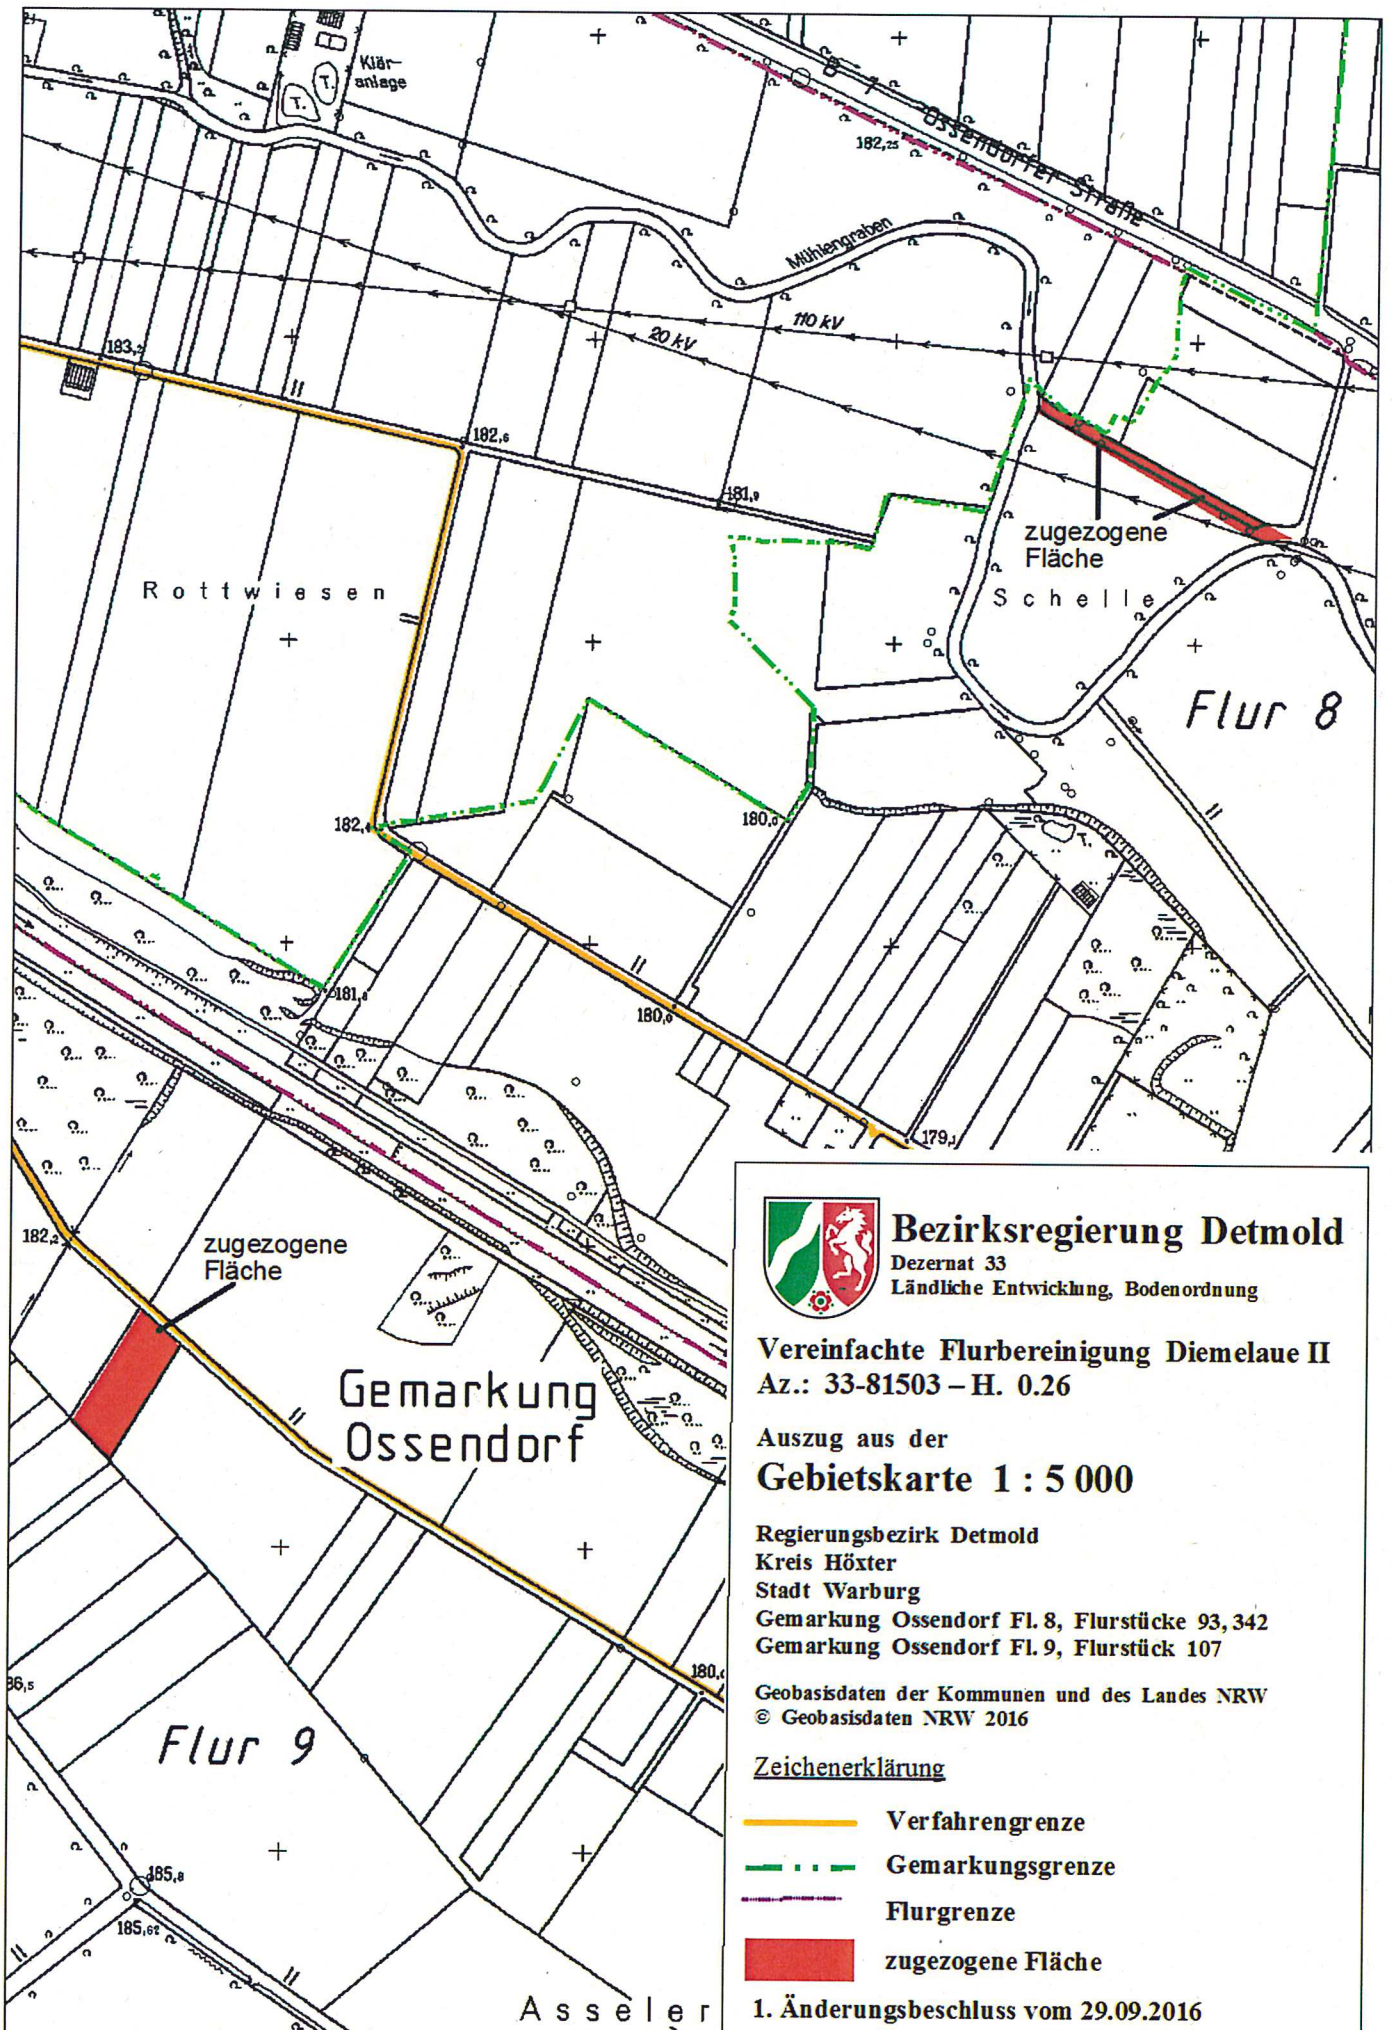 Klär-
anlage
T.
T.
B 7
Ossendorfer Straße
182,25
Mühlengraben
110 kV
20 kV
183,2
182,6
181,9
zugezogene
Fläche
Rottwiesen
Schelle
Flur 8
182,4
180,0
T.
181,8
180,0
179,1
182,2
zugezogene
Fläche
Gemarkung
Ossendorf
36,5
180,0
Flur 9
185,8
185,62
Asseler
Bezirksregierung Detmold
Dezernat 33
Ländliche Entwicklung, Bodenordnung
Vereinfachte Flurbereinigung Diemelaue II
Az.: 33-81503 – H. 0.26
Auszug aus der
Gebietskarte 1 : 5 000
Regierungsbezirk Detmold
Kreis Höxter
Stadt Warburg
Gemarkung Ossendorf Fl. 8, Flurstücke 93, 342
Gemarkung Ossendorf Fl. 9, Flurstück 107
Geobasisdaten der Kommunen und des Landes NRW
© Geobasisdaten NRW 2016
Zeichenerklärung
Verfahrengrenze
Gemarkungsgrenze
Flurgrenze
zugezogene Fläche
1. Änderungsbeschluss vom 29.09.2016